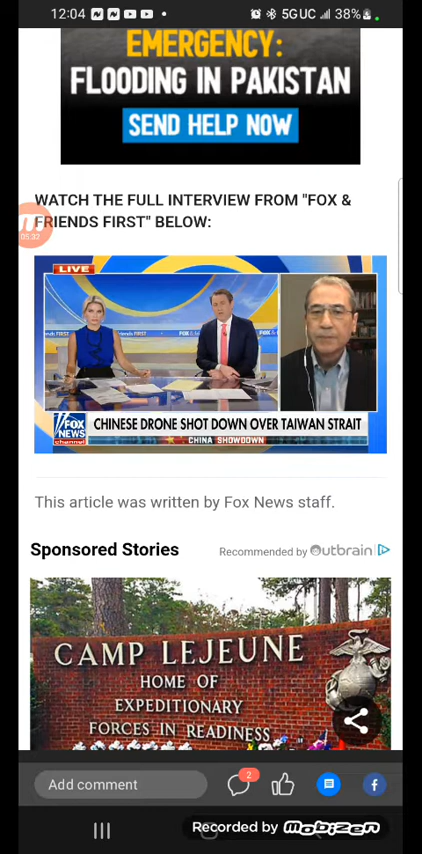 12:04
5GUC 38%
EMERGENCY:
FLOODING IN PAKISTAN
SEND HELP NOW
WATCH THE FULL INTERVIEW FROM "FOX &
FRIENDS FIRST" BELOW:
05:32
LIVE
FOX
NEWS
channel
CHINESE DRONE SHOT DOWN OVER TAIWAN STRAIT
CHINA SHOWDOWN
This article was written by Fox News staff.
Sponsored Stories
Recommended by Outbrain
CAMP LEJEUNE
HOME OF
EXPEDITIONARY
FORCES IN READINESS
Add comment
2
Recorded by MOBIZEN